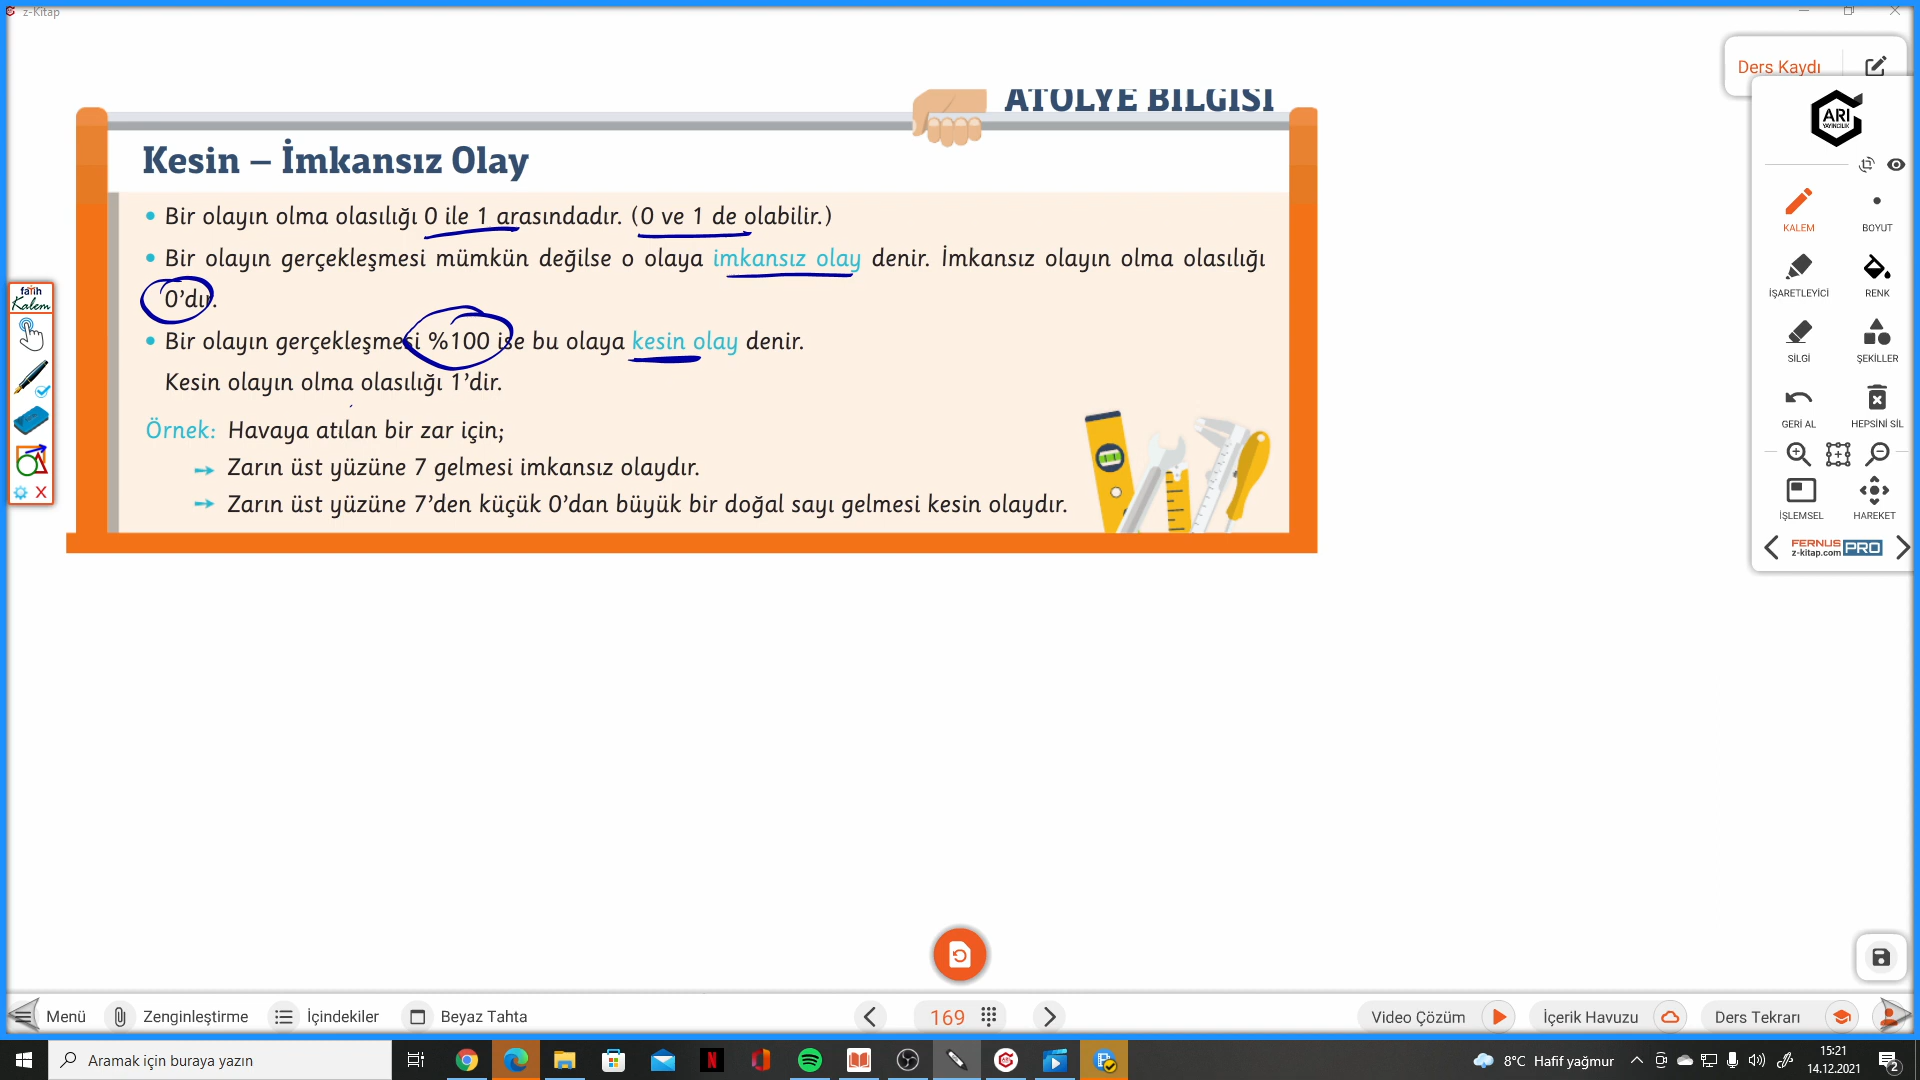 z-Kitap
Ders Kaydı
ATÖLYE BİLGİSİ
ARI
YAYINCILIK
Kesin – İmkansız Olay
• Bir olayın olma olasılığı 0 ile 1 arasındadır. (0 ve 1 de olabilir.)
• Bir olayın gerçekleşmesi mümkün değilse o olaya imkansız olay denir. İmkansız olayın olma olasılığı
0’dır.
• Bir olayın gerçekleşmesi %100 ise bu olaya kesin olay denir.
Kesin olayın olma olasılığı 1’dir.
Örnek: Havaya atılan bir zar için;
Zarın üst yüzüne 7 gelmesi imkansız olaydır.
Zarın üst yüzüne 7’den küçük 0’dan büyük bir doğal sayı gelmesi kesin olaydır.
fatih
Kalem
KALEM
BOYUT
İŞARETLEYİCİ
RENK
SİLGİ
ŞEKİLLER
GERİ AL
HEPSİNİ SİL
İŞLEMSEL
HAREKET
FERNUS
z-kitap.com
PRO
Menü
Zenginleştirme
İçindekiler
Beyaz Tahta
169
Video Çözüm
İçerik Havuzu
Ders Tekrarı
Aramak için buraya yazın
8°C Hafif yağmur
15:21
14.12.2021
2